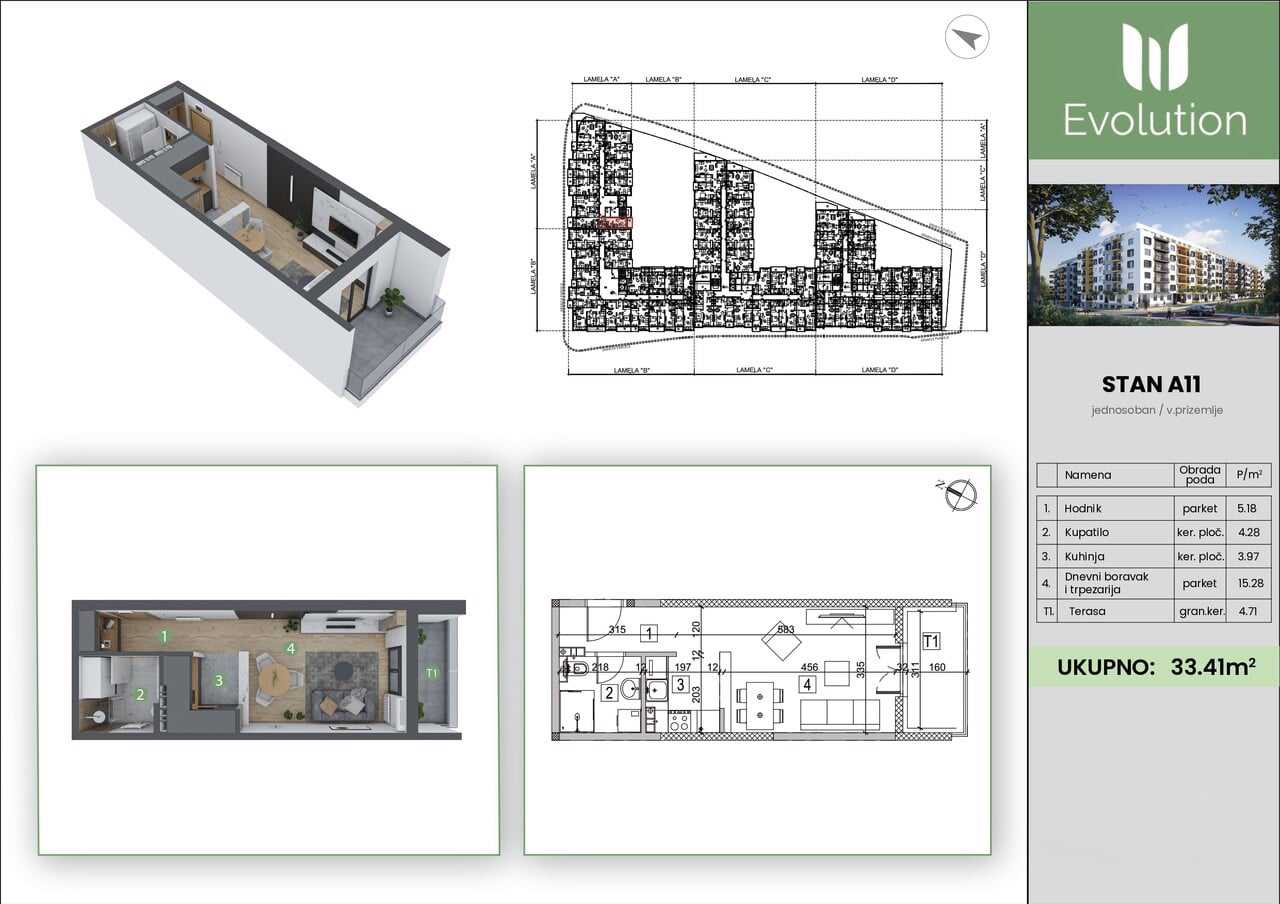 LAMELA "A"
LAMELA "B"
LAMELA "C"
LAMELA "D"
LAMELA "A"
LAMELA "B"
LAMELA "A"
LAMELA "C"
LAMELA "D"
LAMELA "B"
LAMELA "C"
LAMELA "D"
1
2
3
4
T1
N
315
1
120
583
12
T1
1
218
12
197
12
456
335
32
311
160
2
3
203
4
Evolution
STAN A11
jednosoban / v.prizemlje
Namena
Obrada
poda
P/m²
1. Hodnik parket 5.18
2. Kupatilo ker. ploč. 4.28
3. Kuhinja ker. ploč. 3.97
4. Dnevni boravak
i trpezarija parket 15.28
T1. Terasa gran.ker. 4.71
UKUPNO: 33.41m²